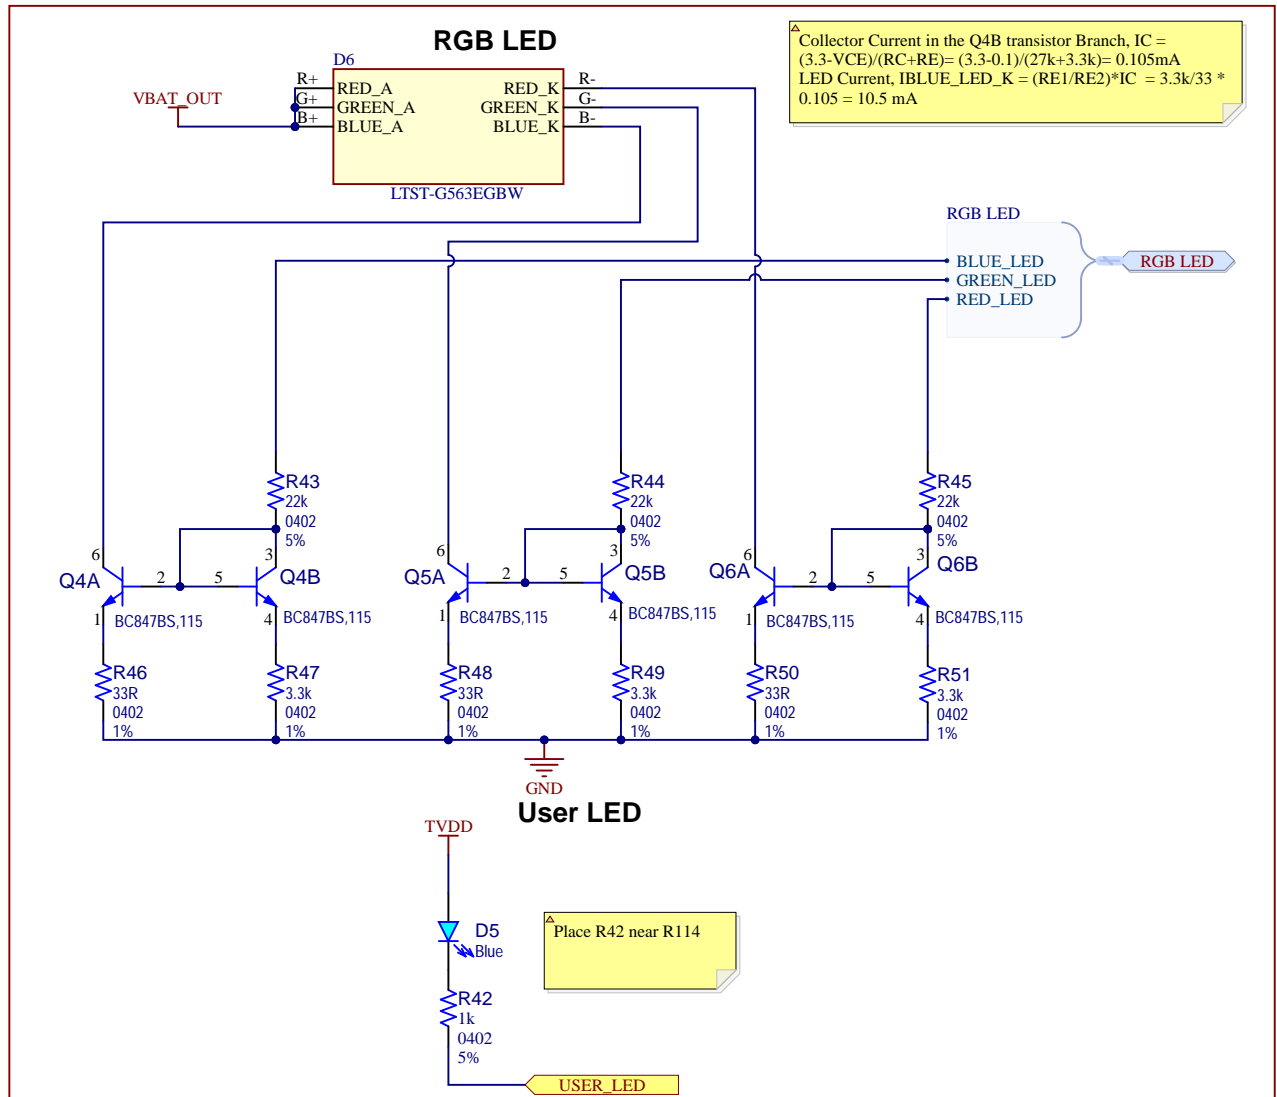 RGB LED
Collector Current in the Q4B transistor Branch, IC =
(3.3-VCE)/(RC+RE)= (3.3-0.1)/(27k+3.3k)= 0.105mA
LED Current, IBLUE_LED_K = (RE1/RE2)*IC = 3.3k/33 *
0.105 = 10.5 mA
D6
VBAT_OUT
R+ RED_A RED_K R-
G+ GREEN_A GREEN_K G-
B+ BLUE_A BLUE_K B-
LTST-G563EGBW
RGB LED
BLUE_LED
GREEN_LED
RED_LED
RGB LED
R43
22k
0402
5%
R44
22k
0402
5%
R45
22k
0402
5%
Q4A 6 2 1
BC847BS,115
5 3 Q4B 4
BC847BS,115
Q5A 6 2 1
BC847BS,115
5 3 Q5B 4
BC847BS,115
Q6A 6 2 1
BC847BS,115
5 3 Q6B 4
BC847BS,115
R46
33R
0402
1%
R47
3.3k
0402
1%
R48
33R
0402
1%
R49
3.3k
0402
1%
R50
33R
0402
1%
R51
3.3k
0402
1%
GND
User LED
TVDD
D5
Blue
Place R42 near R114
R42
1k
0402
5%
USER_LED